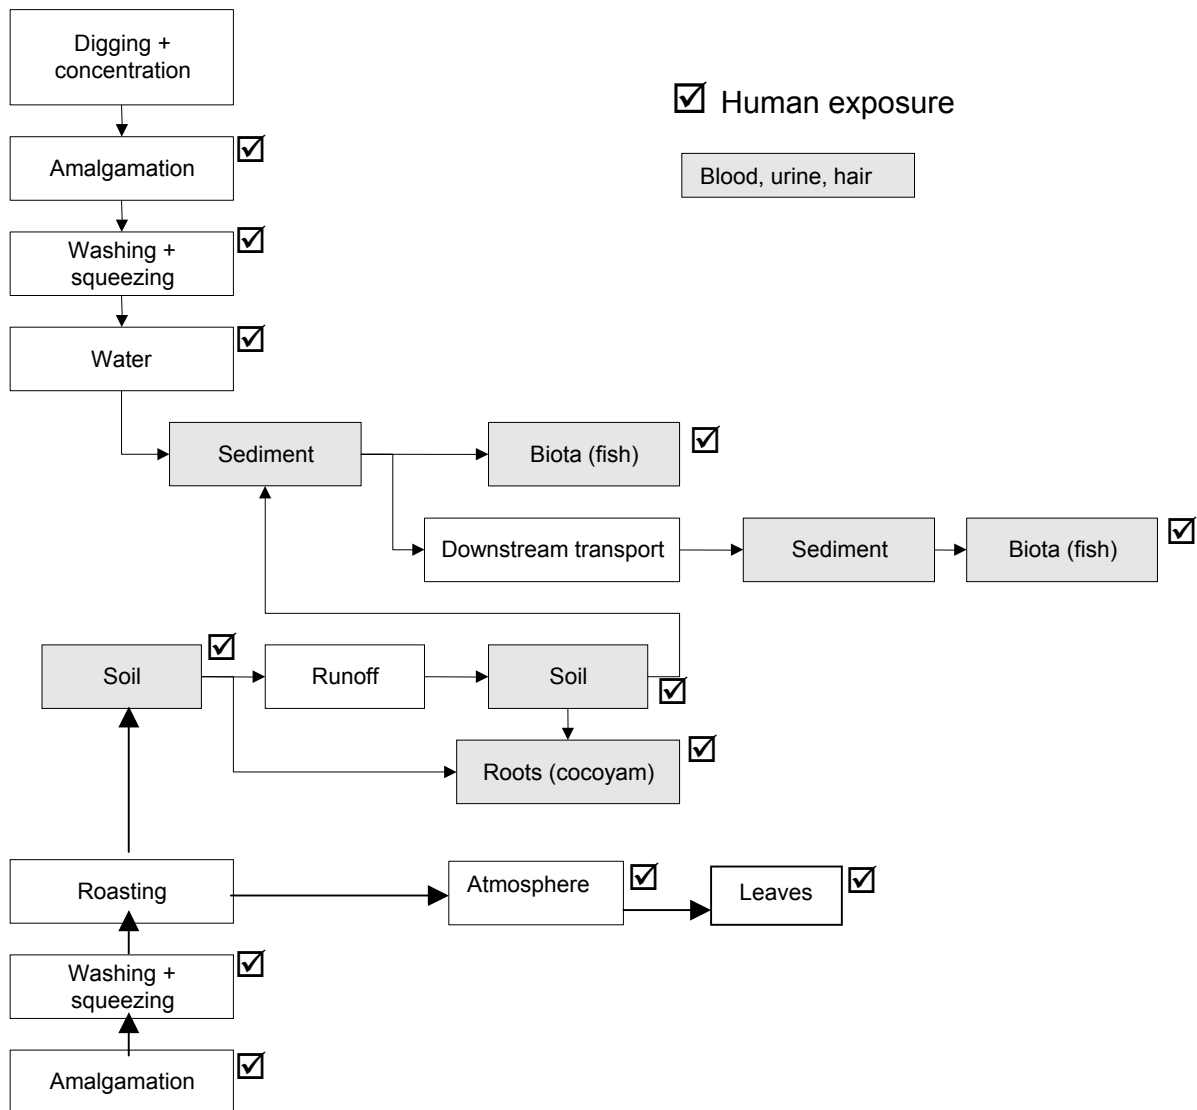 Digging +
concentration
☑ Human exposure
Amalgamation
Blood, urine, hair
Washing +
squeezing
Water
Sediment
Biota (fish)
Downstream transport
Sediment
Biota (fish)
Soil
Runoff
Soil
Roots (cocoyam)
Roasting
Atmosphere
Leaves
Washing +
squeezing
Amalgamation